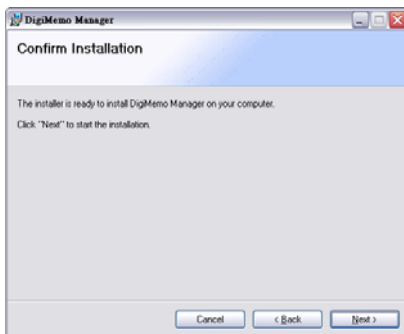 DigiMemo Manager
Confirm Installation
The installer is ready to install DigiMemo Manager on your computer.
Click "Next" to start the installation.
Cancel
< Back
Next >